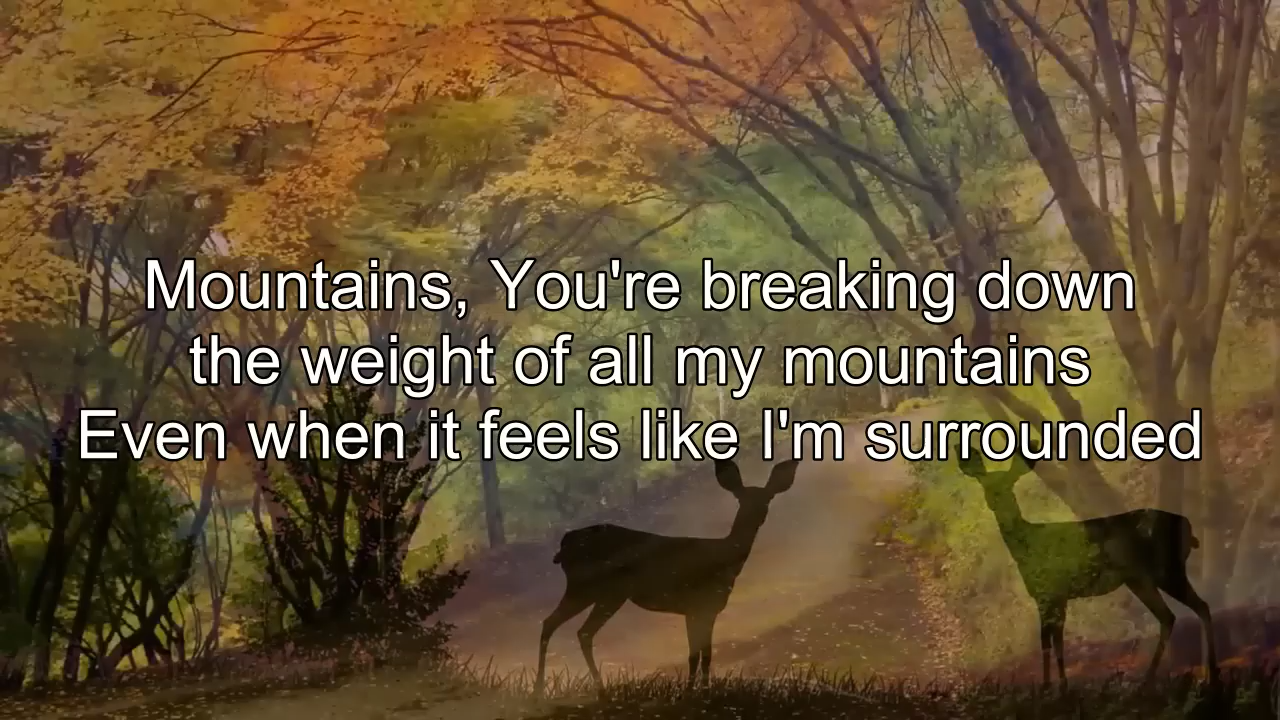 Mountains, You're breaking down
the weight of all my mountains
Even when it feels like I'm surrounded